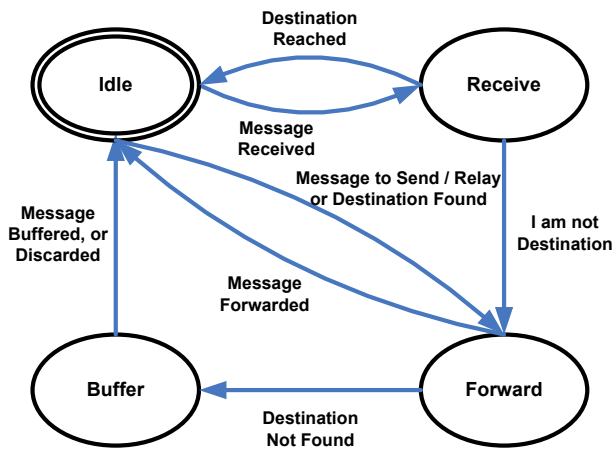 Destination
Reached
Idle
Receive
Message
Received
Message to Send / Relay
or Destination Found
Message
Buffered, or
Discarded
I am not
Destination
Message
Forwarded
Buffer
Forward
Destination
Not Found